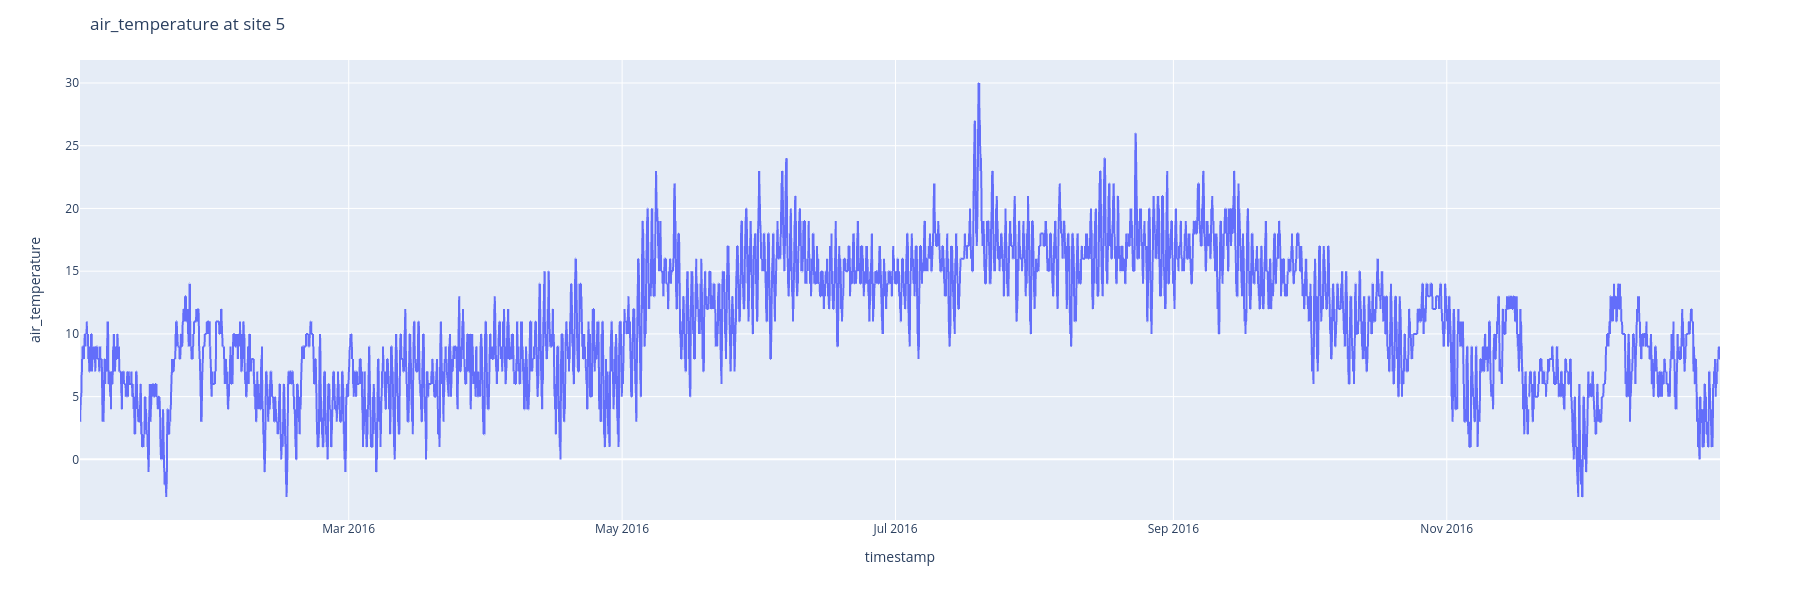 air_temperature at site 5
air_temperature
30
25
20
15
10
5
0
Mar 2016
May 2016
Jul 2016
Sep 2016
Nov 2016
timestamp